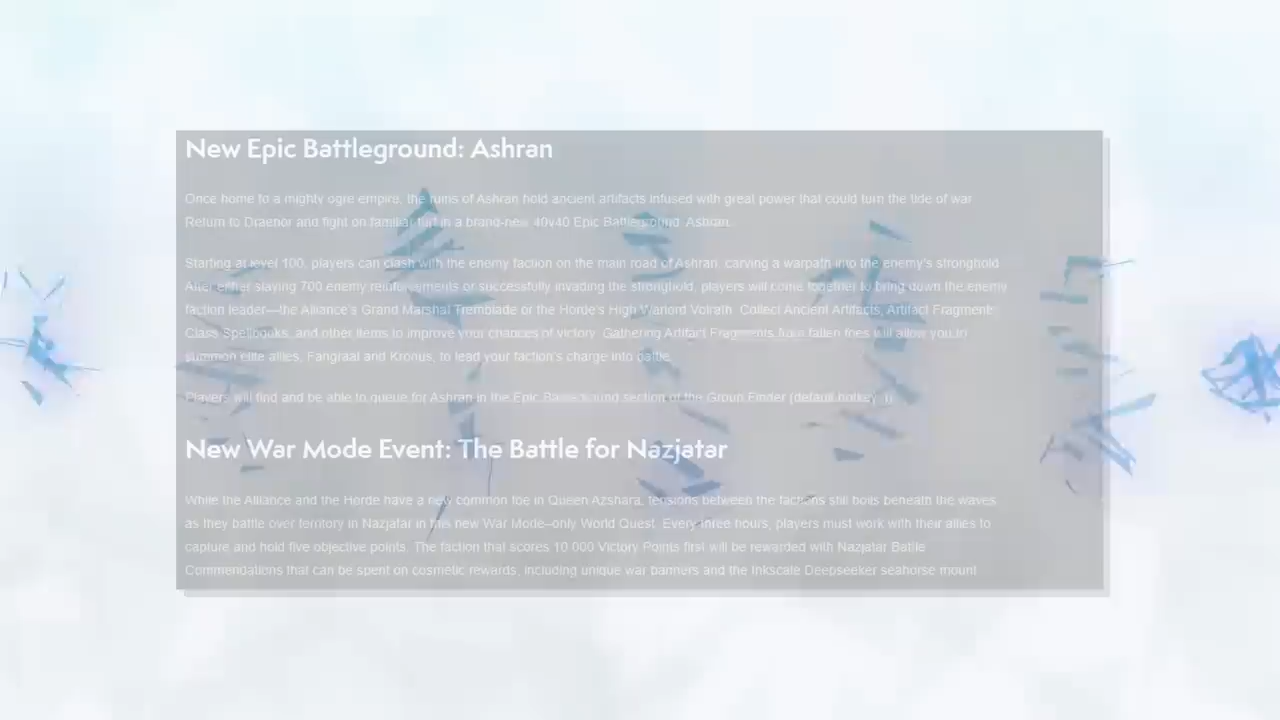 New Epic Battleground: Ashran
Once home to a mighty ogre empire, the ruins of Ashran hold ancient artifacts infused with great power that could turn the tide of war.
Return to Draenor and fight on familiar turf in a brand-new 40v40 Epic Battleground: Ashran.
Starting at level 100, players can clash with the enemy faction on the main road of Ashran, carving a warpath into the enemy's stronghold.
After either slaying 700 enemy reinforcements or successfully invading the stronghold, players will come together to bring down the enemy
faction leader—the Alliance's Grand Marshal Tremblade or the Horde's High Warlord Volrath. Collect Ancient Artifacts, Artifact Fragments,
Class Spellbooks, and other items to improve your chances of victory. Gathering Artifact Fragments from fallen foes will allow you to
summon elite allies, Fangraal and Kronus, to lead your faction's charge into battle.
Players will find and be able to queue for Ashran in the Epic Battleground section of the Group Finder (default hotkey: I).
New War Mode Event: The Battle for Nazjatar
While the Alliance and the Horde have a new common foe in Queen Azshara, tensions between the factions still boils beneath the waves
as they battle over territory in Nazjatar in this new War Mode–only World Quest. Every three hours, players must work with their allies to
capture and hold five objective points. The faction that scores 10,000 Victory Points first will be rewarded with Nazjatar Battle
Commendations that can be spent on cosmetic rewards, including unique war banners and the Inkscale Deepseeker seahorse mount.